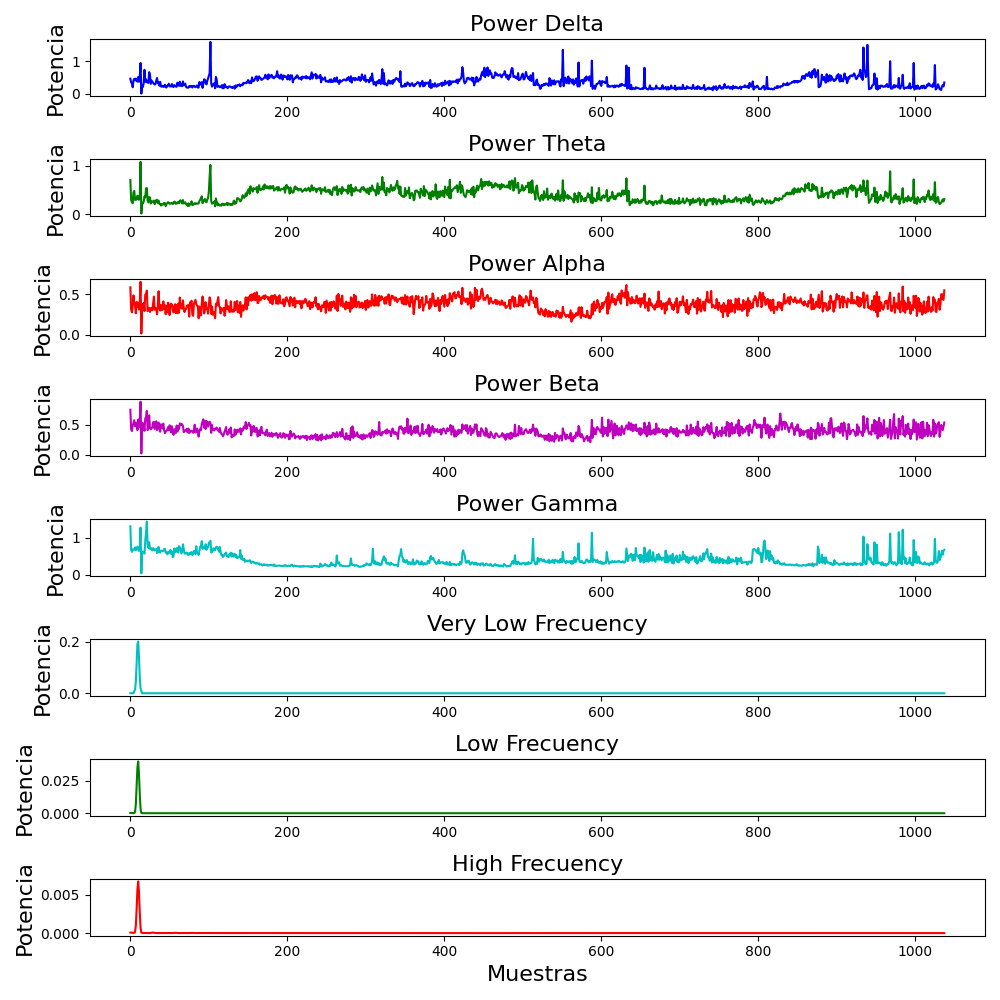 Power Delta
Potencia
1
0
0 200 400 600 800 1000
Power Theta
Potencia
1
0
0 200 400 600 800 1000
Power Alpha
Potencia
0.5
0.0
0 200 400 600 800 1000
Power Beta
Potencia
0.5
0.0
0 200 400 600 800 1000
Power Gamma
Potencia
1
0
0 200 400 600 800 1000
Very Low Frecuency
Potencia
0.2
0.0
0 200 400 600 800 1000
Low Frecuency
Potencia
0.025
0.000
0 200 400 600 800 1000
High Frecuency
Potencia
0.005
0.000
0 200 400 600 800 1000
Muestras